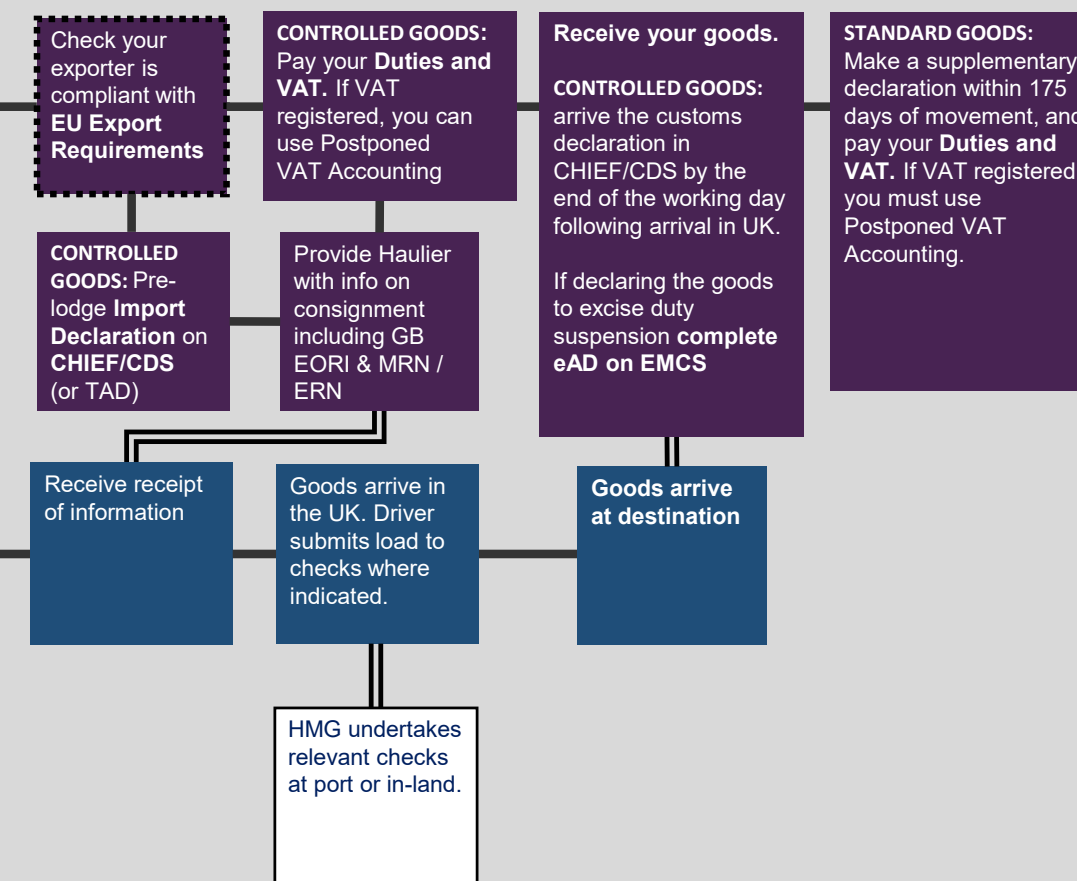 Check your
exporter is
compliant with
EU Export
Requirements
CONTROLLED GOODS:
Pay your Duties and
VAT. If VAT
registered, you can
use Postponed
VAT Accounting
Receive your goods.
CONTROLLED GOODS:
arrive the customs
declaration in
CHIEF/CDS by the
end of the working day
following arrival in UK.
If declaring the goods
to excise duty
suspension complete
eAD on EMCS
STANDARD GOODS:
Make a supplementary
declaration within 175
days of movement, and
pay your Duties and
VAT. If VAT registered
you must use
Postponed VAT
Accounting.
CONTROLLED
GOODS: Pre-
lodge Import
Declaration on
CHIEF/CDS
(or TAD)
Provide Haulier
with info on
consignment
including GB
EORI & MRN /
ERN
Receive receipt
of information
Goods arrive in
the UK. Driver
submits load to
checks where
indicated.
Goods arrive
at destination
HMG undertakes
relevant checks
at port or in-land.